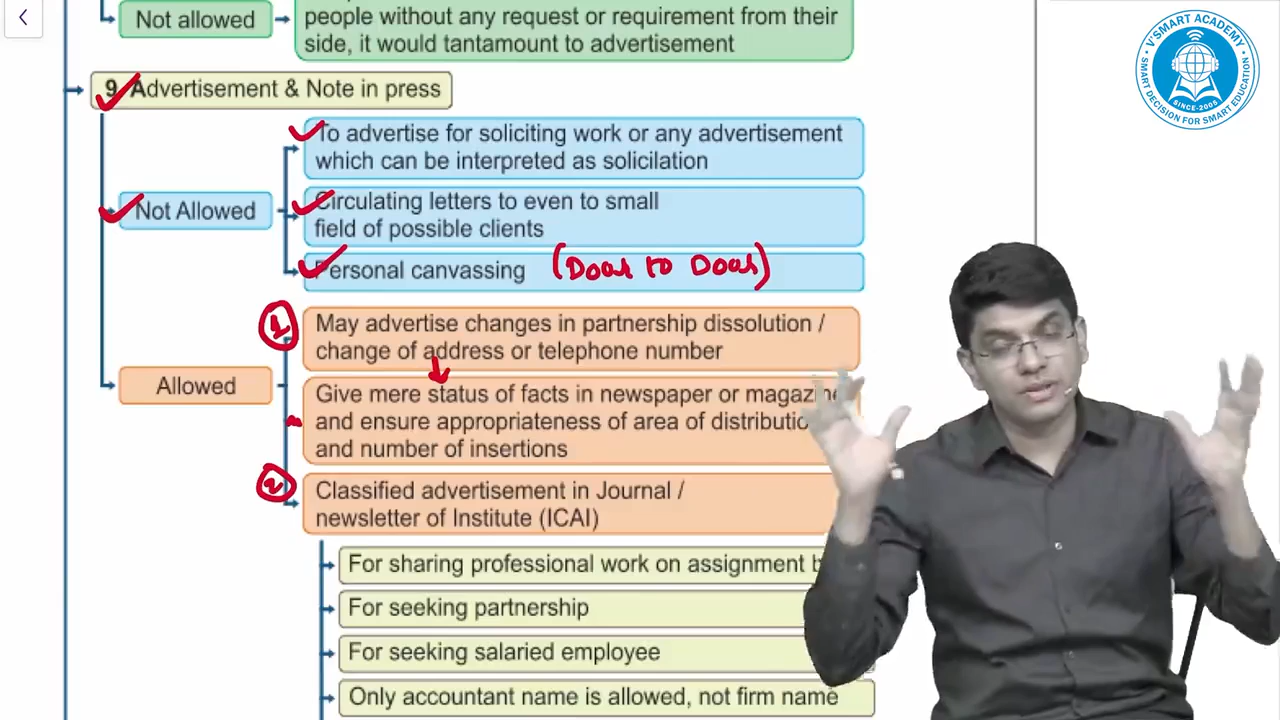 Not allowed
people without any request or requirement from their
side, it would tantamount to advertisement
V'SMART ACADEMY
SMART DECISION FOR SMART EDUCATION
SINCE-2005
9. Advertisement & Note in press
To advertise for soliciting work or any advertisement
which can be interpreted as solicilation
Not Allowed
Circulating letters to even to small
field of possible clients
Personal canvassing (Door to Door)
1
May advertise changes in partnership dissolution /
change of address or telephone number
Allowed
Give mere status of facts in newspaper or magazine
and ensure appropriateness of area of distributio
and number of insertions
2
Classified advertisement in Journal /
newsletter of Institute (ICAI)
For sharing professional work on assignment b
For seeking partnership
For seeking salaried employee
Only accountant name is allowed, not firm name